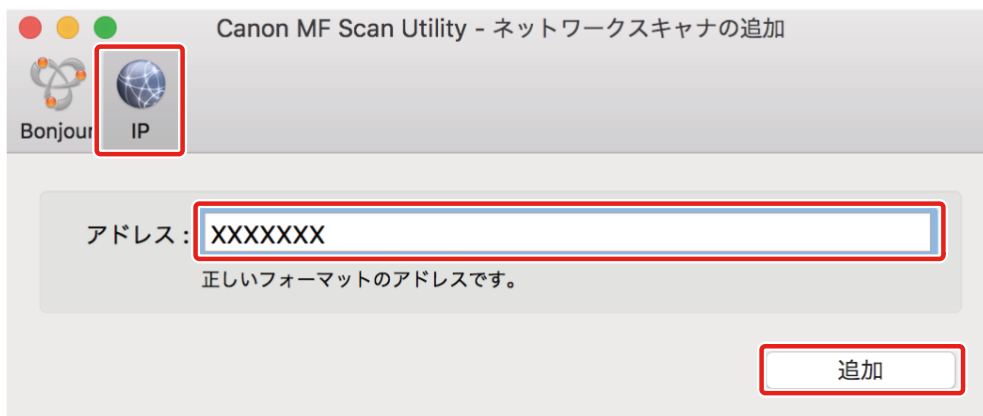 Canon MF Scan Utility - ネットワークスキャナの追加
Bonjour IP
アドレス : XXXXXXX
正しいフォーマットのアドレスです。
追加